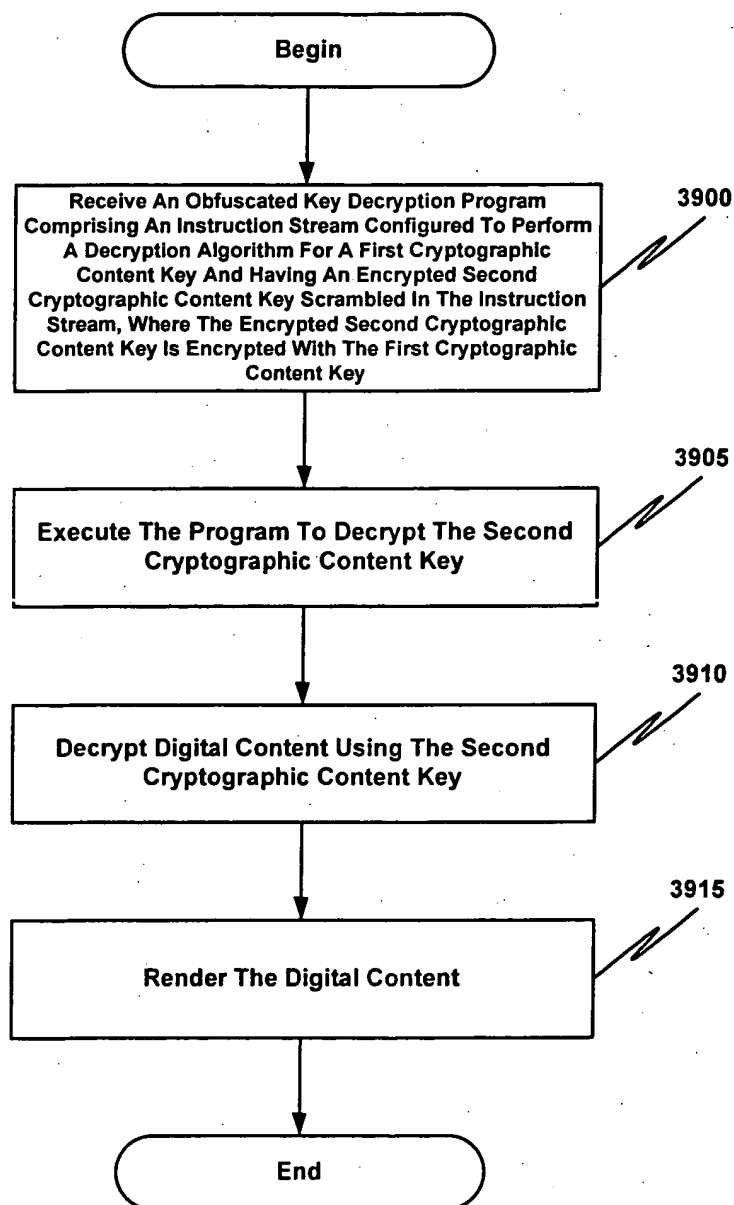 Begin
Receive An Obfuscated Key Decryption Program
Comprising An Instruction Stream Configured To Perform
A Decryption Algorithm For A First Cryptographic
Content Key And Having An Encrypted Second
Cryptographic Content Key Scrambled In The Instruction
Stream, Where The Encrypted Second Cryptographic
Content Key Is Encrypted With The First Cryptographic
Content Key
3900
Execute The Program To Decrypt The Second
Cryptographic Content Key
3905
Decrypt Digital Content Using The Second
Cryptographic Content Key
3910
Render The Digital Content
3915
End